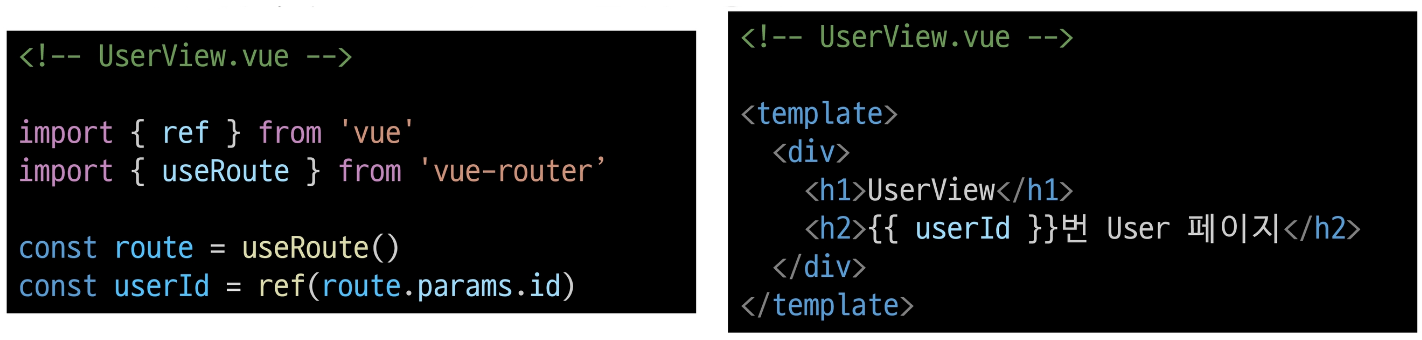 <!-- UserView.vue -->
import { ref } from 'vue'
import { useRoute } from 'vue-router’
const route = useRoute()
const userId = ref(route.params.id)
<!-- UserView.vue -->
<template>
  <div>
    <h1>UserView</h1>
    <h2>{{ userId }}번 User 페이지</h2>
  </div>
</template>